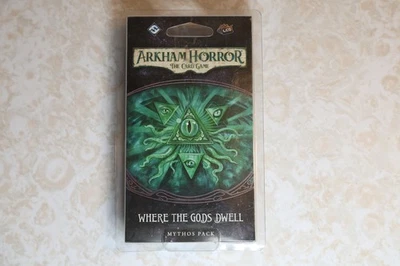 ARKHAM HORROR
THE CARD GAME
WHERE THE GODS DWELL
MYTHOS PACK